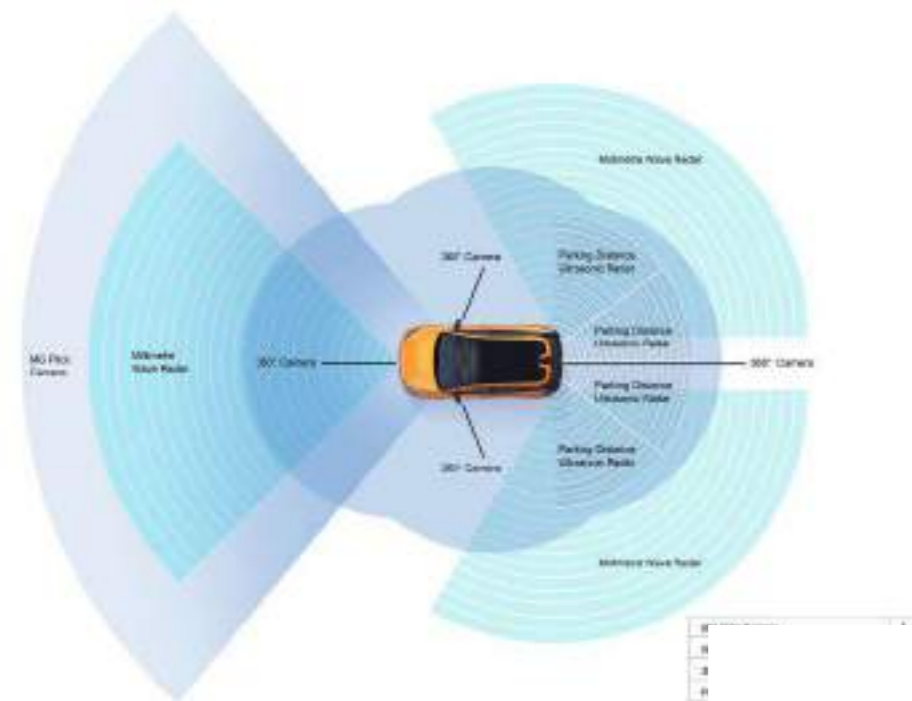 Millimetre Wave Radar
360° Camera
Parking Distance
Ultrasonic Radar
Parking Distance
Ultrasonic Radar
MG Pilot
Camera
Millimetre
Wave Radar
360° Camera
360° Camera
Parking Distance
Ultrasonic Radar
Parking Distance
Ultrasonic Radar
360° Camera
Millimetre Wave Radar